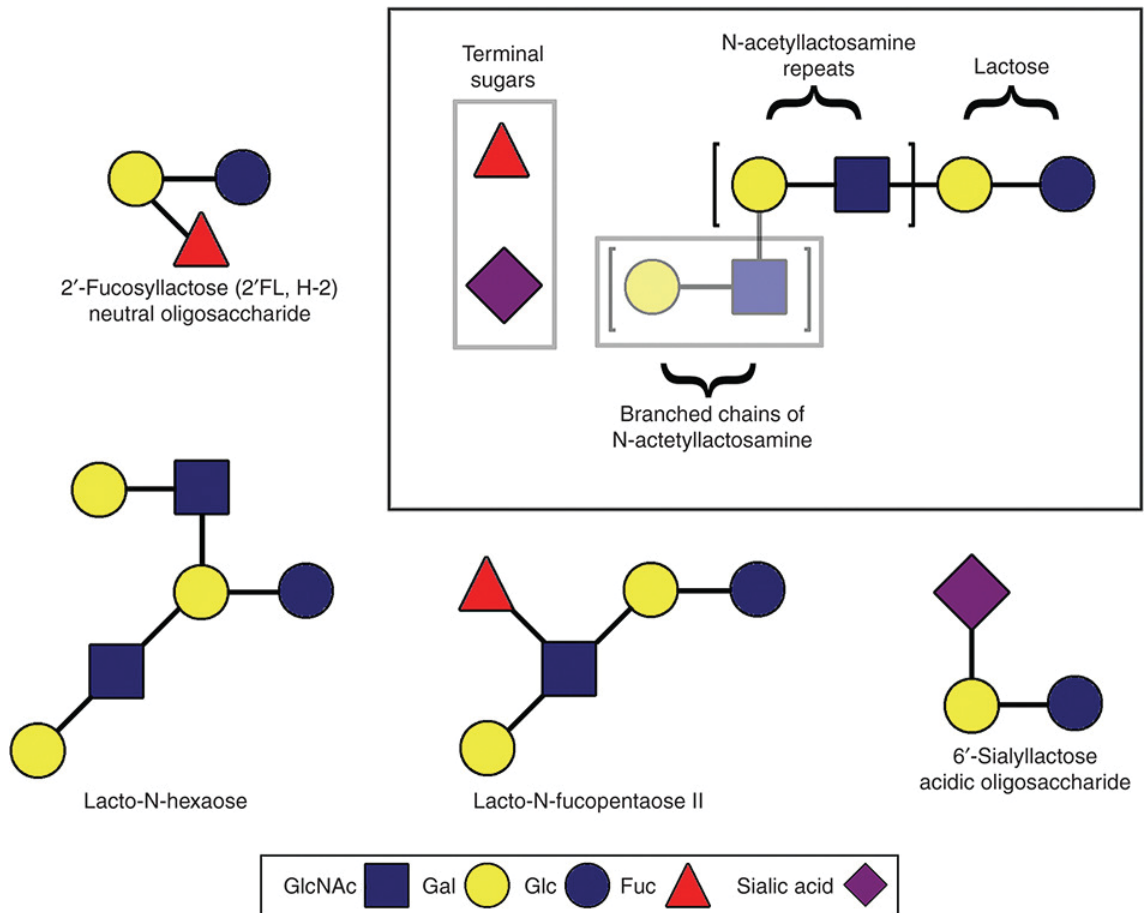 Terminal
sugars
N-acetyllactosamine
repeats
Lactose
2′-Fucosyllactose (2′FL, H-2)
neutral oligosaccharide
Branched chains of
N-actetyllactosamine
Lacto-N-hexaose
Lacto-N-fucopentaose II
6′-Sialyllactose
acidic oligosaccharide
GlcNAc Gal Glc Fuc Sialic acid